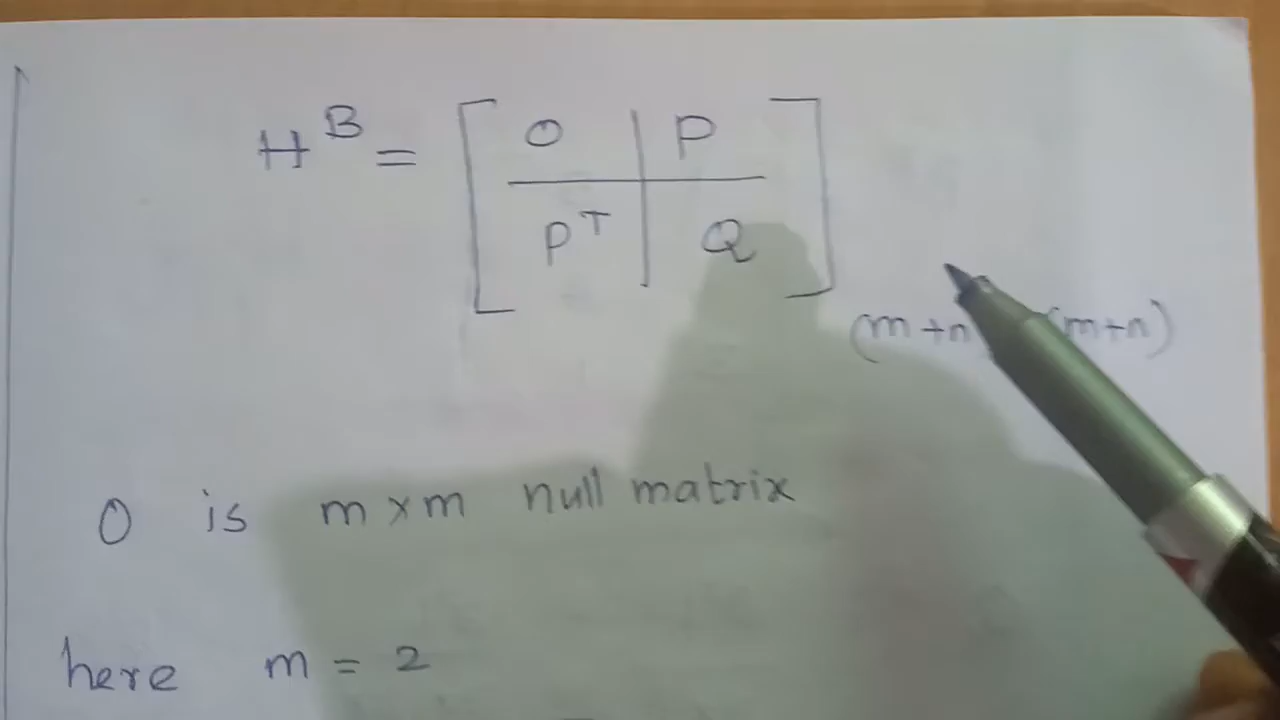 H^B = [ O | P
P^T | Q ] (m+n) (m+n)
O is m×m null matrix
here m = 2